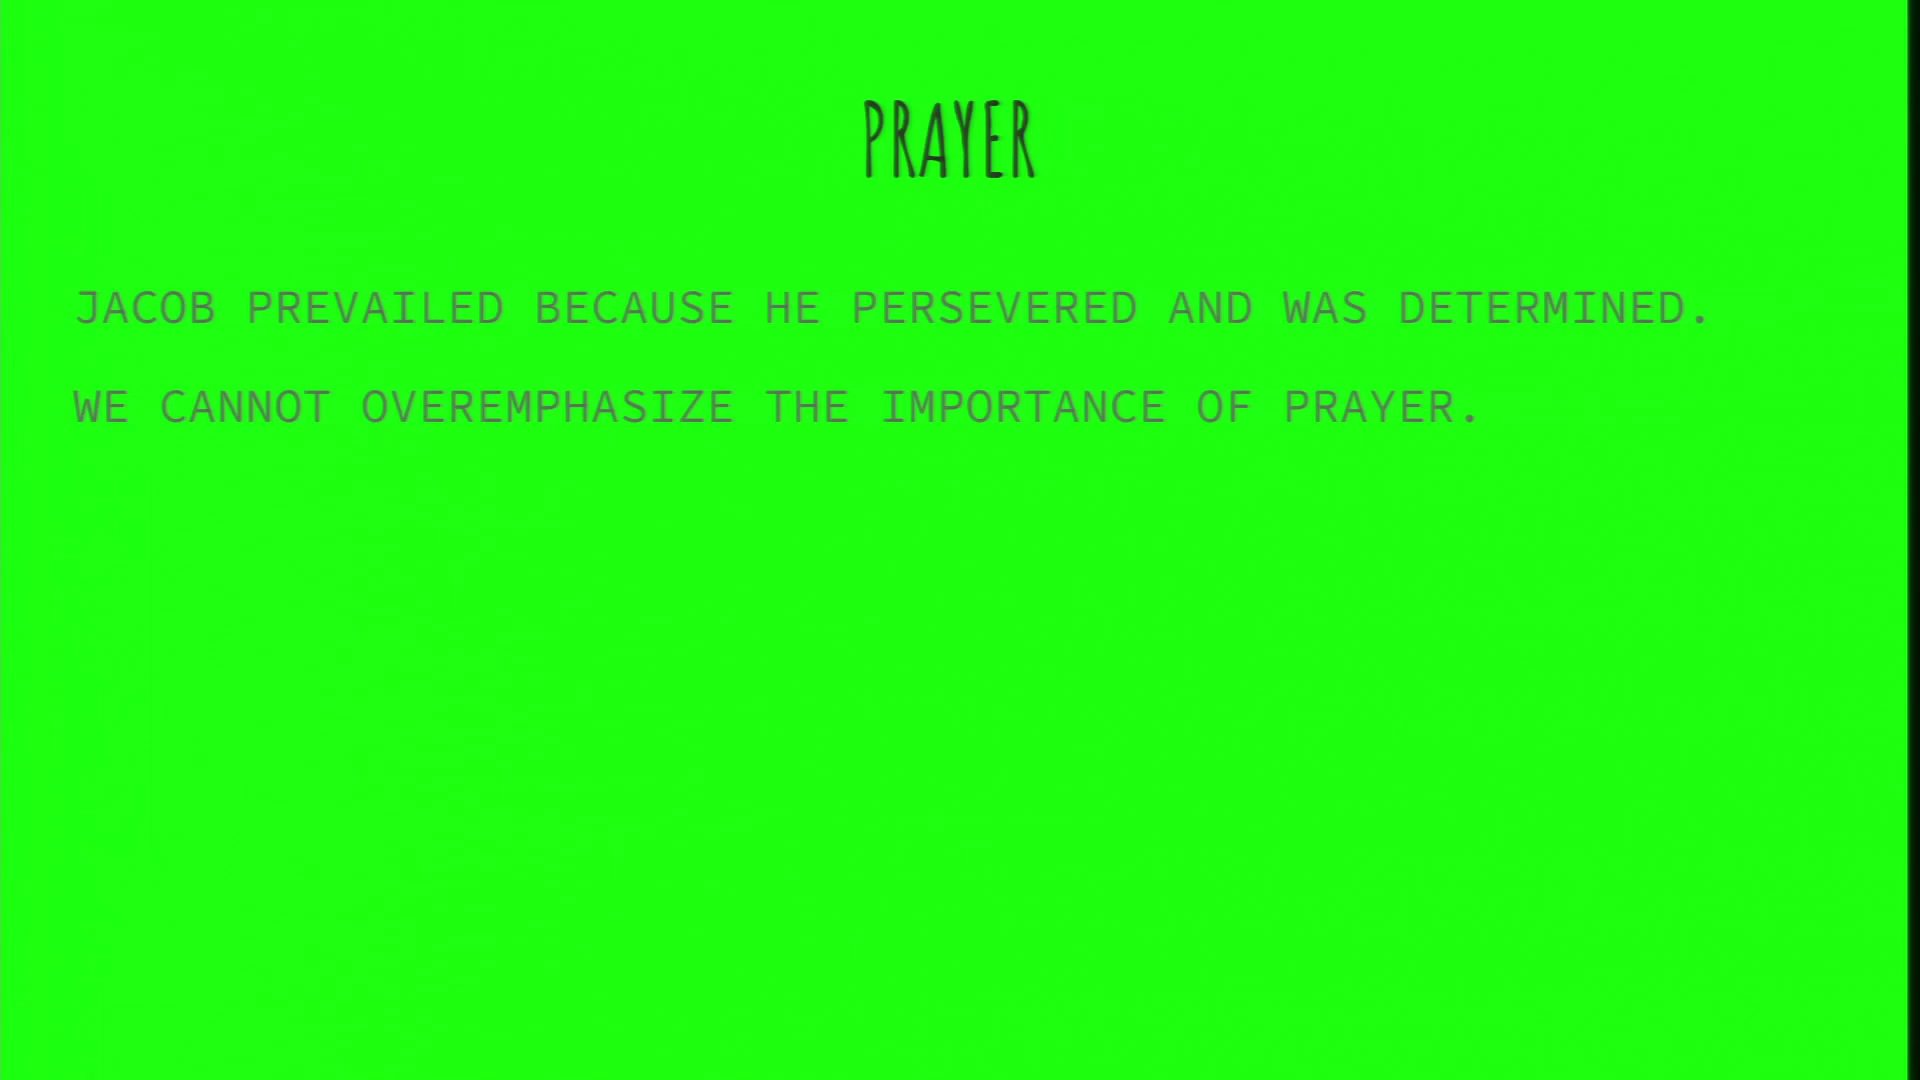 PRAYER
JACOB PREVAILED BECAUSE HE PERSEVERED AND WAS DETERMINED.
WE CANNOT OVEREMPHASIZE THE IMPORTANCE OF PRAYER.